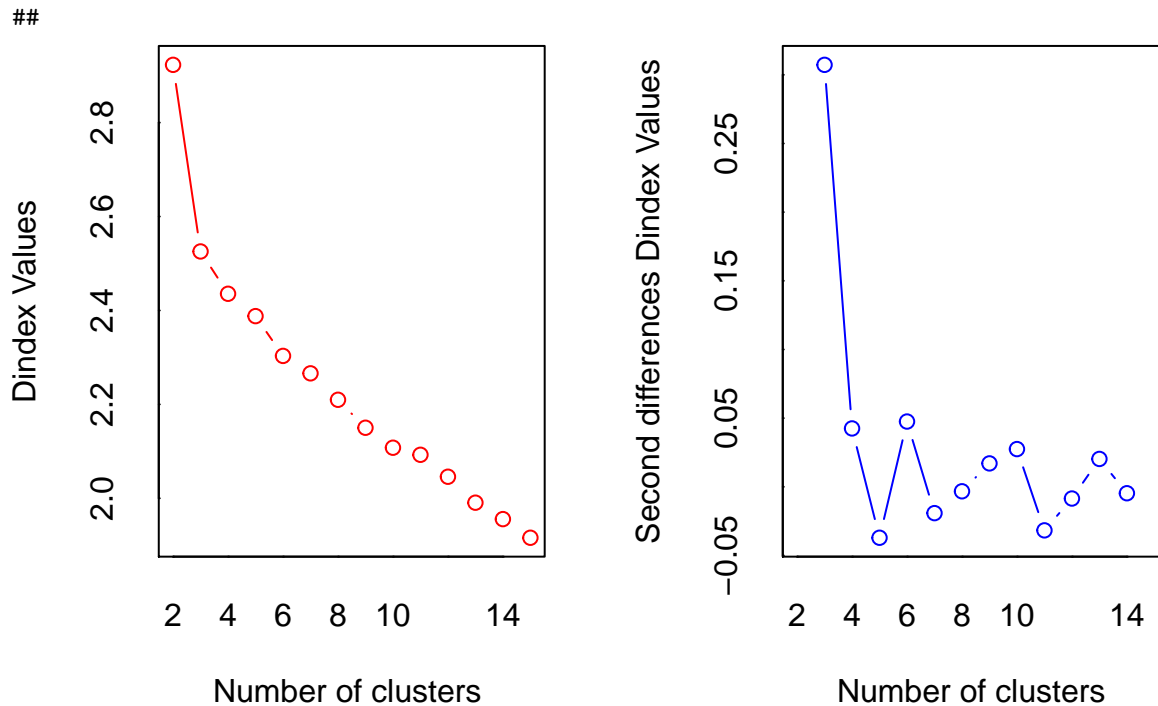 ##
Dindex Values
2.0 2.2 2.4 2.6 2.8
2 4 6 8 10 14
Number of clusters
Second differences Dindex Values
−0.05 0.05 0.15 0.25
2 4 6 8 10 14
Number of clusters